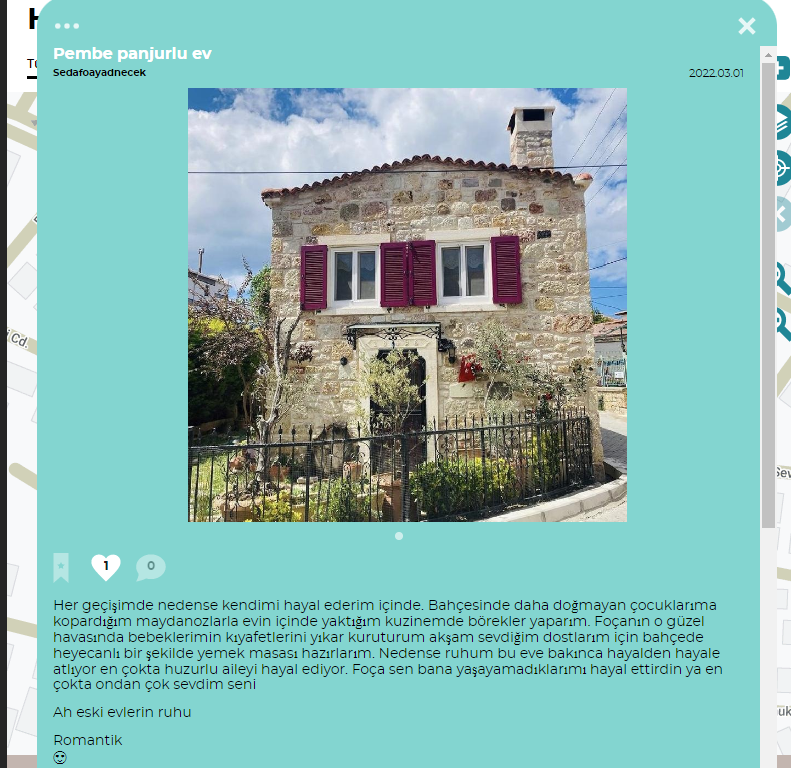 Pembe panjurlu ev
Sedafoayadnecek
2022.03.01
1
0
Her geçişimde nedense kendimi hayal ederim içinde. Bahçesinde daha doğmayan çocuklarıma
kopardığım maydanozlarla evin içinde yaktığım kuzinemde börekler yaparım. Foçanın o güzel
havasında bebeklerimin kıyafetlerini yıkar kuruturum akşam sevdiğim dostlarım için bahçede
heyecanlı bir şekilde yemek masası hazırlarım. Nedense ruhum bu eve bakınca hayalden hayale
atlıyor en çokta huzurlu aileyi hayal ediyor. Foça sen bana yaşayamadıklarımı hayal ettirdin ya en
çokta ondan çok sevdim seni
Ah eski evlerin ruhu
Romantik
🙂